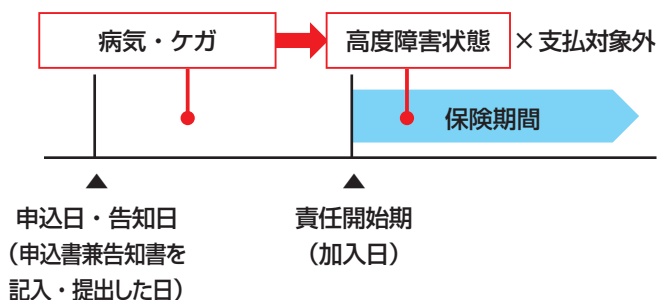 病気・ケガ
高度障害状態
×支払対象外
保険期間
申込日・告知日
(申込書兼告知書を
記入・提出した日)
責任開始期
(加入日)